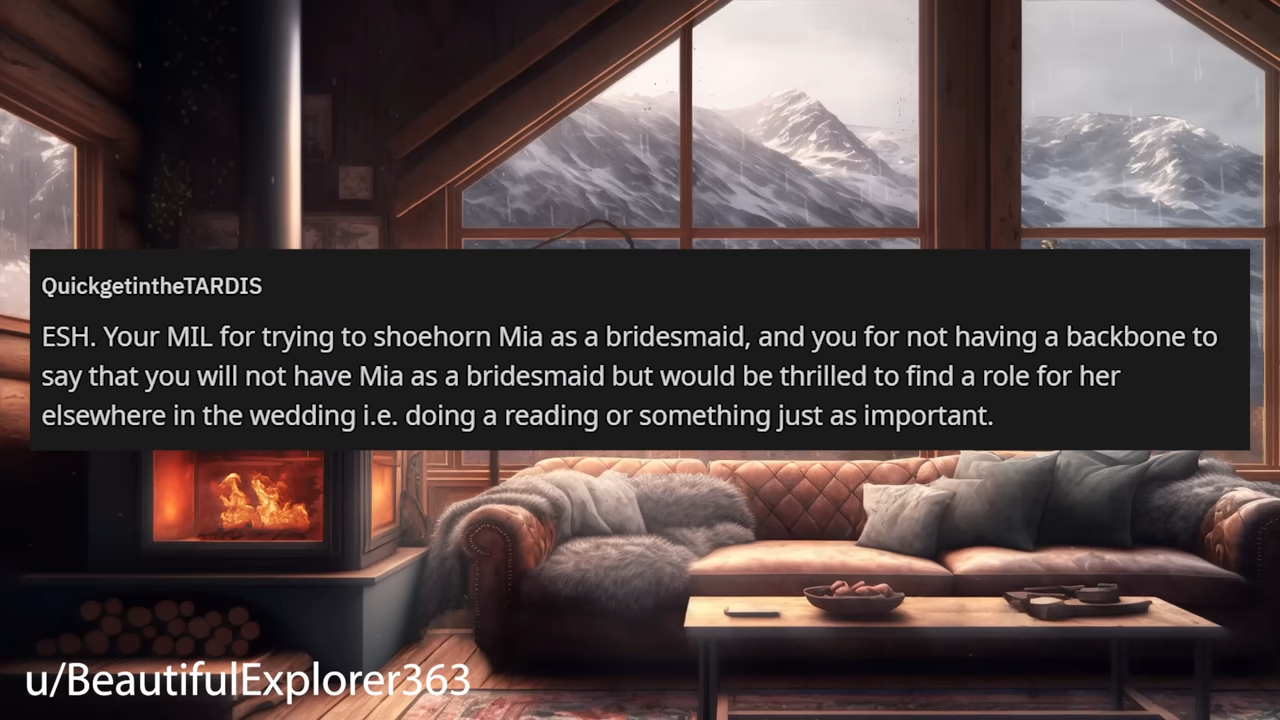 QuickgetintheTARDIS
ESH. Your MIL for trying to shoehorn Mia as a bridesmaid, and you for not having a backbone to
say that you will not have Mia as a bridesmaid but would be thrilled to find a role for her
elsewhere in the wedding i.e. doing a reading or something just as important.
u/BeautifulExplorer363